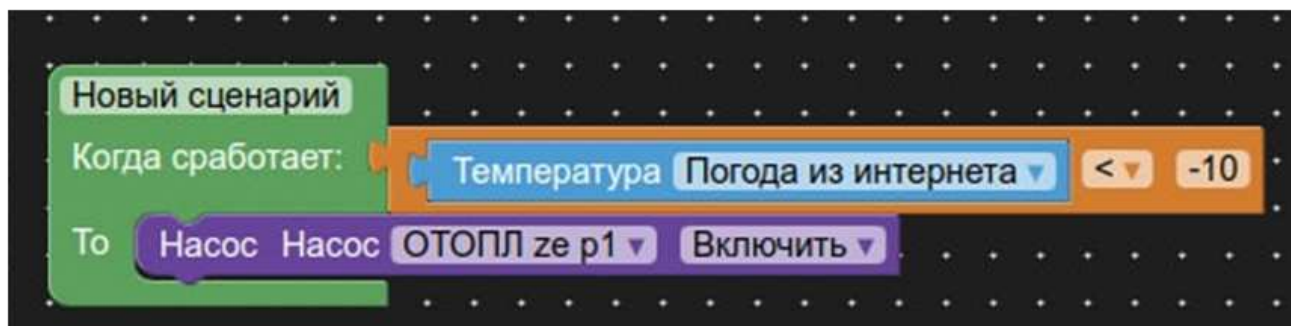 Новый сценарий
Когда сработает: Температура Погода из интернета < -10
То Насос Насос ОТОПЛ ze p1 Включить